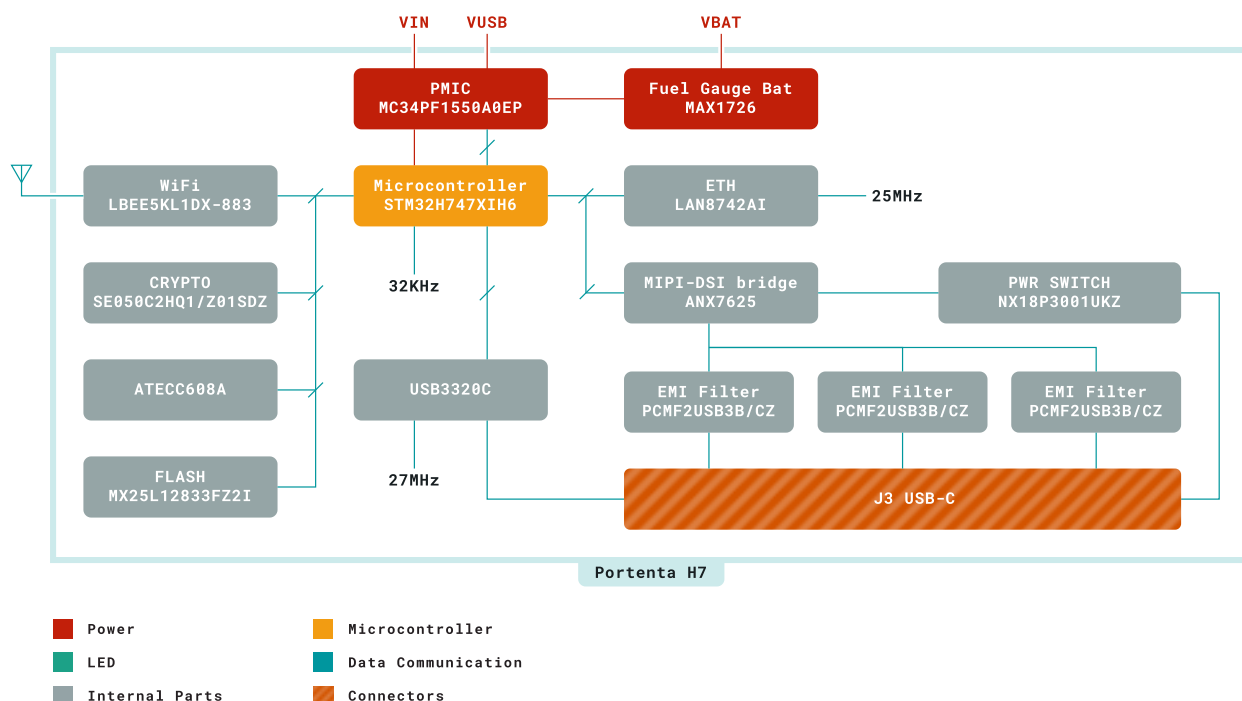 VIN VUSB VBAT
PMIC
MC34PF1550A0EP
Fuel Gauge Bat
MAX1726
WiFi
LBEE5KL1DX-883
Microcontroller
STM32H747XIH6
ETH
LAN8742AI
25MHz
CRYPTO
SE050C2HQ1/Z01SDZ
32KHz
MIPI-DSI bridge
ANX7625
PWR SWITCH
NX18P3001UKZ
ATECC608A
USB3320C
EMI Filter
PCMF2USB3B/CZ
EMI Filter
PCMF2USB3B/CZ
EMI Filter
PCMF2USB3B/CZ
FLASH
MX25L12833FZ2I
27MHz
J3 USB-C
Portenta H7
Power
Microcontroller
LED
Data Communication
Internal Parts
Connectors